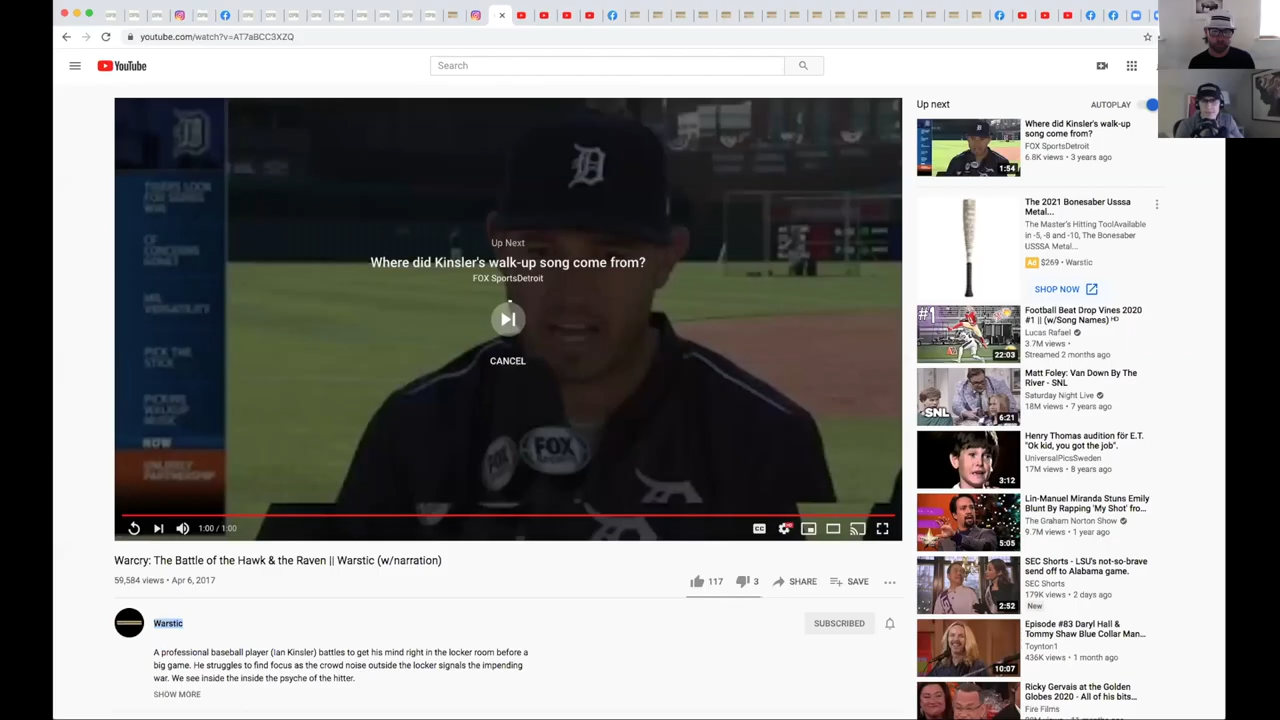 youtube.com/watch?v=AT7aBCC3XZQ
YouTube
Search
D
Up Next
Where did Kinsler's walk-up song come from?
FOX SportsDetroit
CANCEL
FOX
FOX
NOW
1:00 / 1:00
CC
Warcry: The Battle of the Hawk & the Raven || Warstic (w/narration)
59,584 views • Apr 6, 2017
117
3
SHARE
SAVE
Warstic
SUBSCRIBED
A professional baseball player (Ian Kinsler) battles to get his mind right in the locker room before a
big game. He struggles to find focus as the crowd noise outside the locker signals the impending
war. We see inside the inside the psyche of the hitter.
SHOW MORE
Up next
AUTOPLAY
Where did Kinsler's walk-up
song come from?
FOX SportsDetroit
6.8K views • 3 years ago
1:54
The 2021 Bonesaber Usssa
Metal...
The Master's Hitting ToolAvailable
in -5, -8 and -10, The Bonesaber
USSSA Metal...
Ad $269 • Warstic
SHOP NOW
#1
Football Beat Drop Vines 2020
#1 || (w/Song Names) ᴴᴰ
Lucas Rafael
3.7M views •
Streamed 2 months ago
22:03
Matt Foley: Van Down By The
River - SNL
Saturday Night Live
18M views • 7 years ago
SNL
6:21
Henry Thomas audition för E.T.
"Ok kid, you got the job".
UniversalPicsSweden
17M views • 8 years ago
3:12
Lin-Manuel Miranda Stuns Emily
Blunt By Rapping 'My Shot' fro...
The Graham Norton Show
9.7M views • 1 year ago
5:05
SEC Shorts - LSU's not-so-brave
send off to Alabama game.
SEC Shorts
179K views • 2 days ago
New
2:52
Episode #83 Daryl Hall &
Tommy Shaw Blue Collar Man...
Toynton1
436K views • 1 month ago
10:07
Ricky Gervais at the Golden
Globes 2020 - All of his bits...
Fire Films